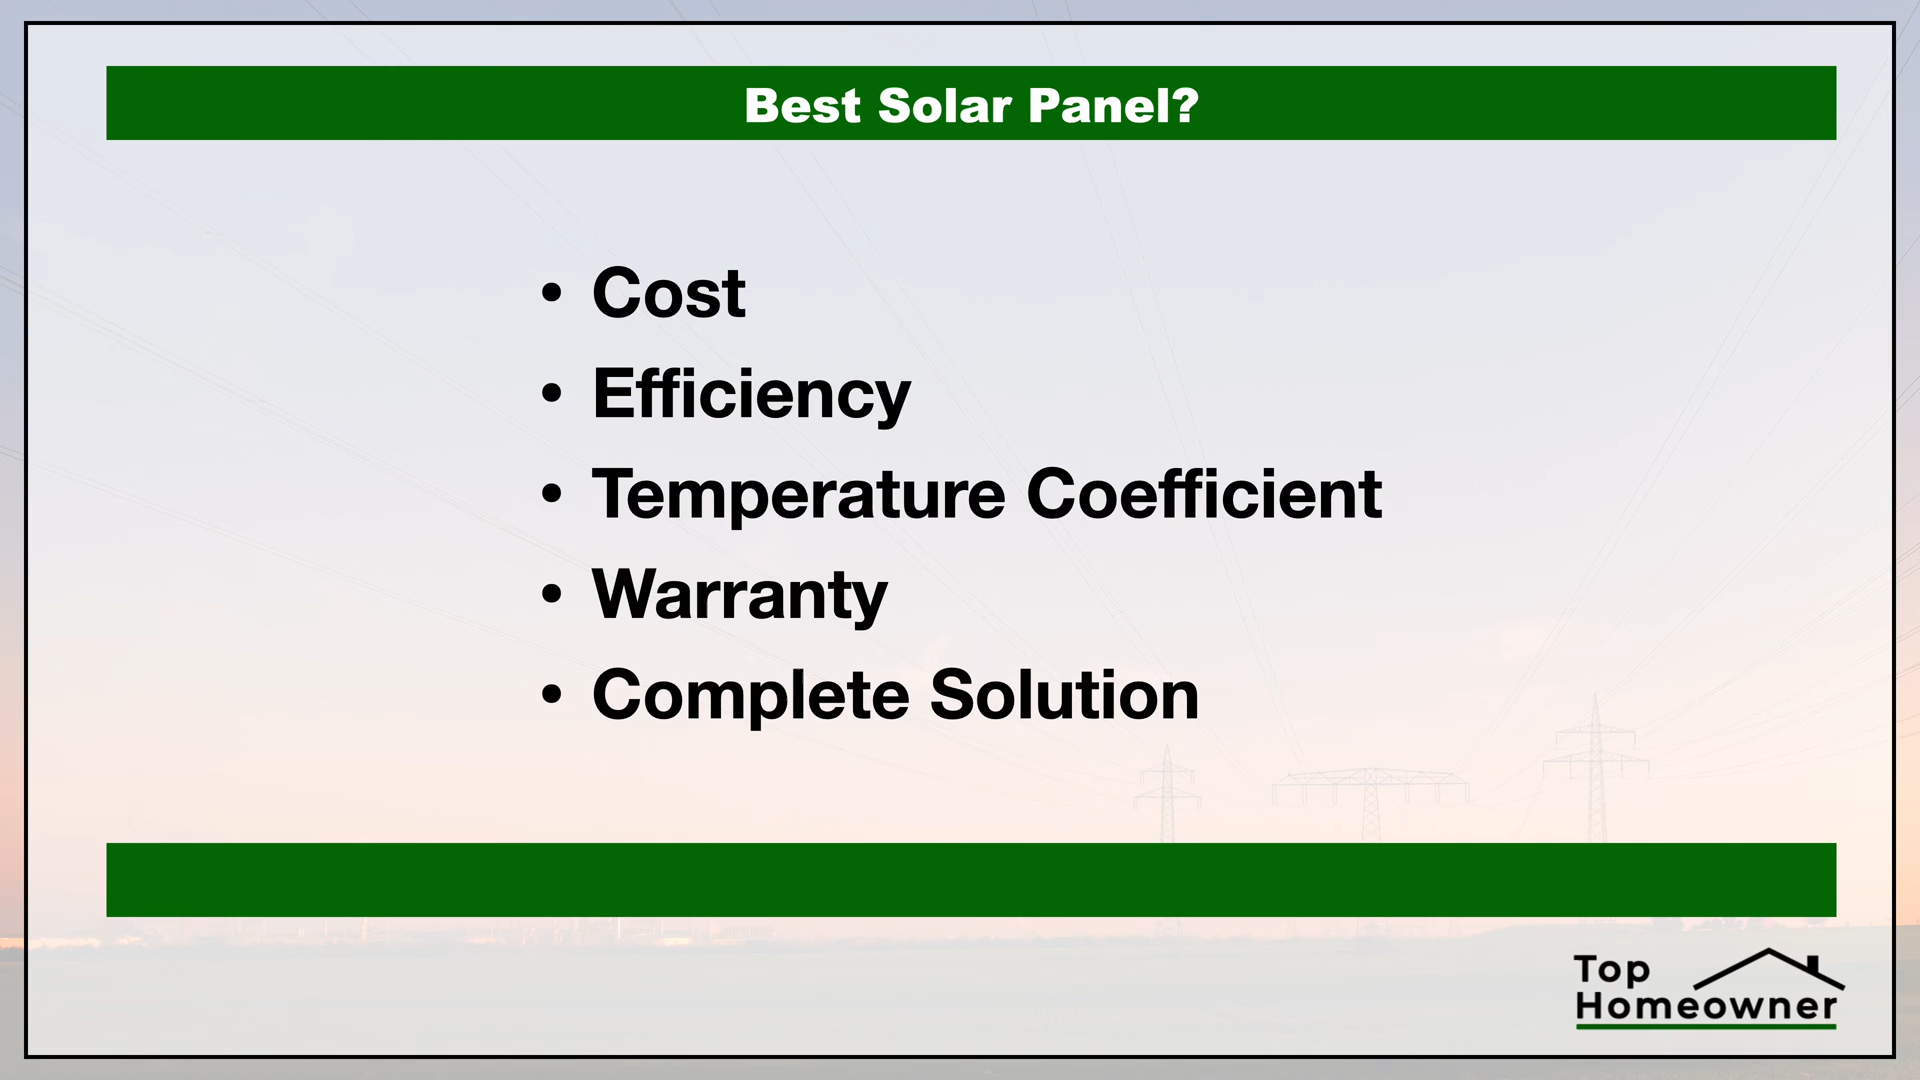 Best Solar Panel?
• Cost
• Efficiency
• Temperature Coefficient
• Warranty
• Complete Solution
Top
Homeowner